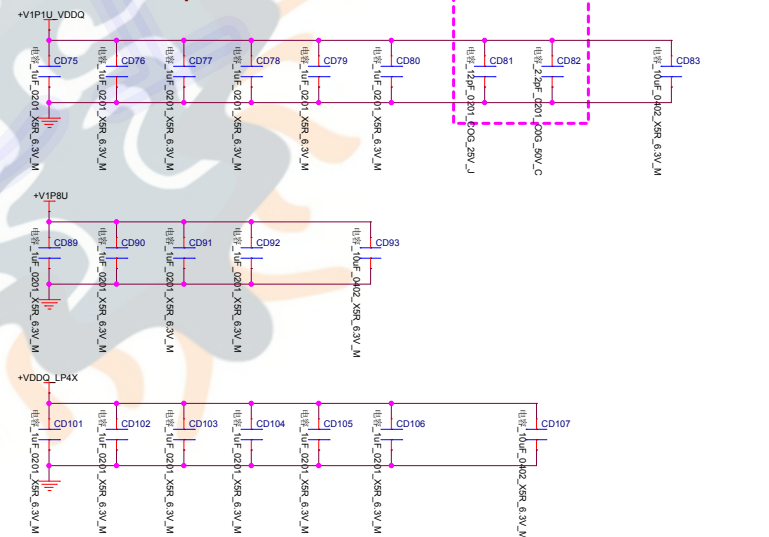 +V1P1U_VDDQ
CD75
CD76
CD77
CD78
CD79
CD80
CD81
CD82
CD83
电容_1uF_0201_X5R_6.3V_M
电容_1uF_0201_X5R_6.3V_M
电容_1uF_0201_X5R_6.3V_M
电容_1uF_0201_X5R_6.3V_M
电容_1uF_0201_X5R_6.3V_M
电容_1uF_0201_X5R_6.3V_M
电容_12pF_0201_COG_25V_J
电容_2.2pF_0201_C0G_50V_C
电容_10uF_0402_X5R_6.3V_M
+V1P8U
CD89
CD90
CD91
CD92
CD93
电容_1uF_0201_X5R_6.3V_M
电容_1uF_0201_X5R_6.3V_M
电容_1uF_0201_X5R_6.3V_M
电容_1uF_0201_X5R_6.3V_M
电容_10uF_0402_X5R_6.3V_M
+VDDQ_LP4X
CD101
CD102
CD103
CD104
CD105
CD106
CD107
电容_1uF_0201_X5R_6.3V_M
电容_1uF_0201_X5R_6.3V_M
电容_1uF_0201_X5R_6.3V_M
电容_1uF_0201_X5R_6.3V_M
电容_1uF_0201_X5R_6.3V_M
电容_1uF_0201_X5R_6.3V_M
电容_10uF_0402_X5R_6.3V_M